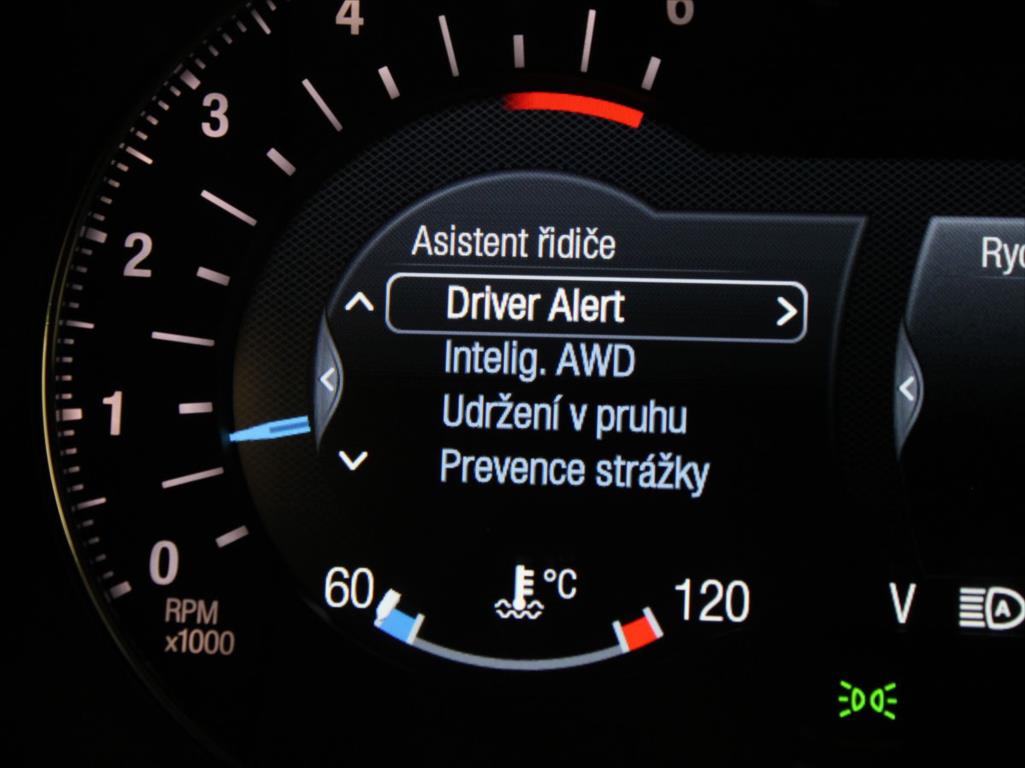 4
6
3
2
1
0
RPM
x1000
Asistent řidiče
Driver Alert
Intelig. AWD
Udržení v pruhu
Prevence strážky
60
°C
120
V
A